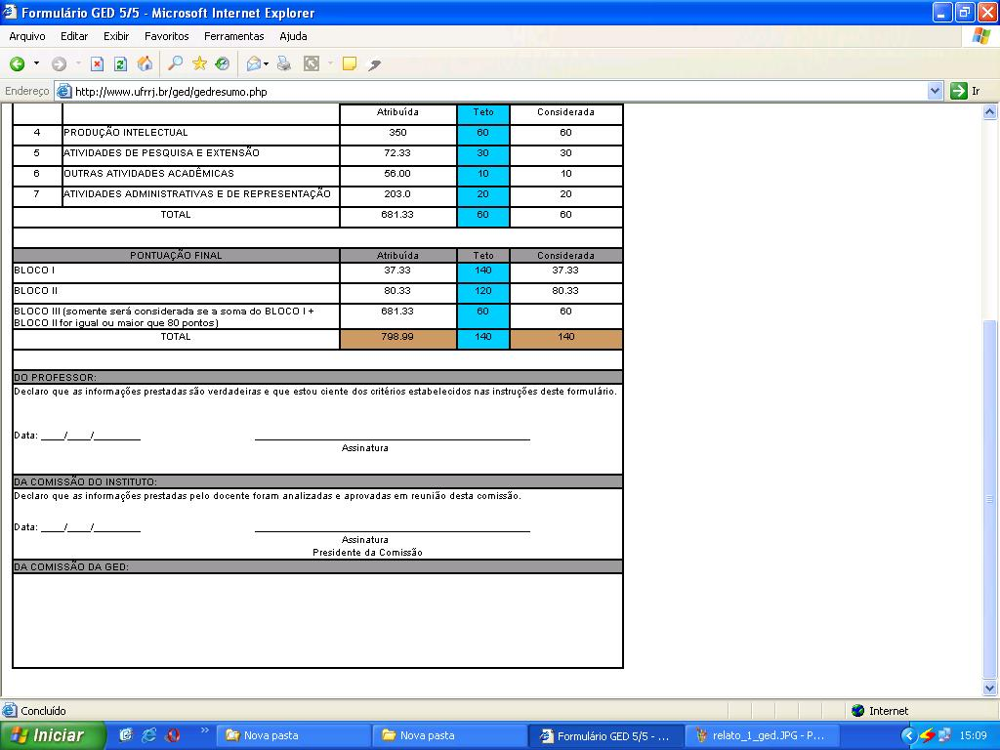 Formulário GED 5/5 - Microsoft Internet Explorer
Arquivo Editar Exibir Favoritos Ferramentas Ajuda
Endereço http://www.ufrrj.br/ged/gedresumo.php Ir
Atribuída Teto Considerada
4 PRODUÇÃO INTELECTUAL 350 60 60
5 ATIVIDADES DE PESQUISA E EXTENSÃO 72.33 30 30
6 OUTRAS ATIVIDADES ACADÊMICAS 56.00 10 10
7 ATIVIDADES ADMINISTRATIVAS E DE REPRESENTAÇÃO 203.0 20 20
TOTAL 681.33 60 60
PONTUAÇÃO FINAL Atribuída Teto Considerada
BLOCO I 37.33 140 37.33
BLOCO II 80.33 120 80.33
BLOCO III (somente será considerada se a soma do BLOCO I + 681.33 60 60
BLOCO II for igual ou maior que 80 pontos)
TOTAL 798.99 140 140
DO PROFESSOR:
Declaro que as informações prestadas são verdadeiras e que estou ciente dos critérios estabelecidos nas instruções deste formulário.
Data: ____/____/________ 
Assinatura
DA COMISSÃO DO INSTITUTO:
Declaro que as informações prestadas pelo docente foram analizadas e aprovadas em reunião desta comissão.
Data: ____/____/________
Assinatura
Presidente da Comissão
DA COMISSÃO DA GED:
Concluído Internet
Iniciar » Nova pasta Nova pasta Formulário GED 5/5 - ... relato_1_ged.JPG - P... 15:09